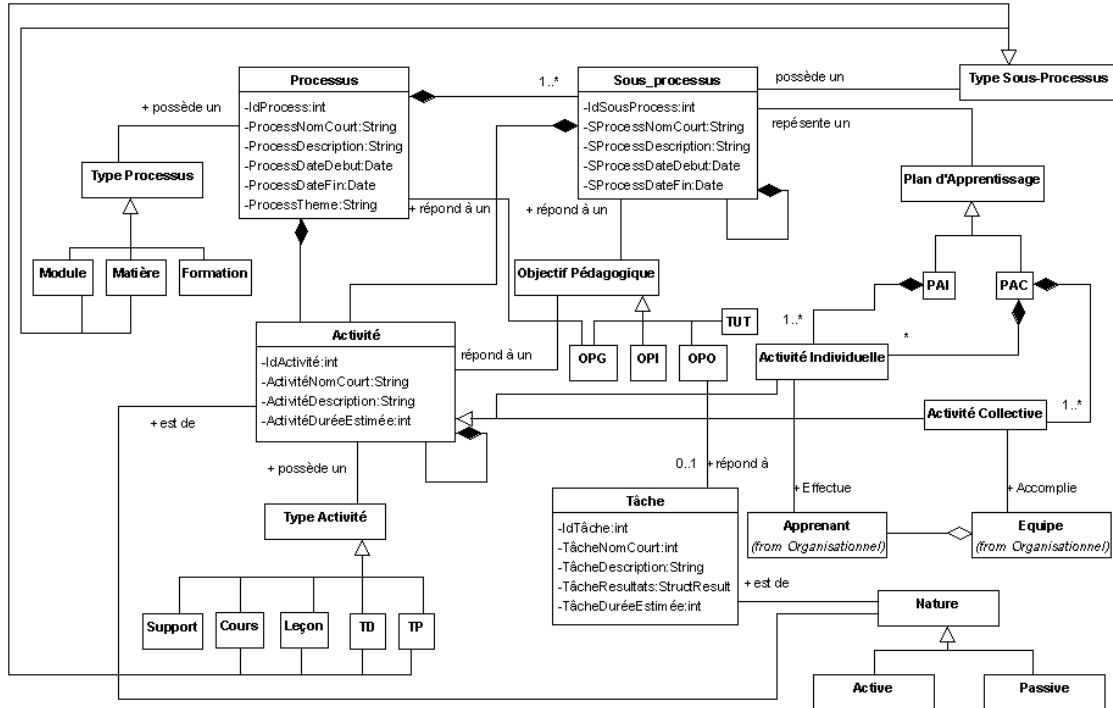 Processus
-IdProcess:int
-ProcessNomCourt:String
-ProcessDescription:String
-ProcessDateDebut:Date
-ProcessDateFin:Date
-ProcessTheme:String
1..*
Sous_processus
-IdSousProcess:int
-SProcessNomCourt:String
-SProcessDescription:String
-SProcessDateDebut:Date
-SProcessDateFin:Date
possède un
Type Sous-Processus
+ possède un
repésente un
Type Processus
Plan d'Apprentissage
+ répond à un
+ répond à un
Module
Matière
Formation
Objectif Pédagogique
PAI
PAC
TUT
1..*
*
Activité
-IdActivité:int
-ActivitéNomCourt:String
-ActivitéDescription:String
-ActivitéDuréeEstimée:int
répond à un
OPG
OPI
OPO
Activité Individuelle
+ est de
Activité Collective
1..*
+ possède un
0..1
+ répond à
+ Effectue
+ Accomplie
Type Activité
Tâche
-IdTâche:int
-TâcheNomCourt:int
-TâcheDescription:String
-TâcheResultats:StructResult
-TâcheDuréeEstimée:int
Apprenant
(from Organisationnel)
Equipe
(from Organisationnel)
+ est de
Nature
Support
Cours
Leçon
TD
TP
Active
Passive